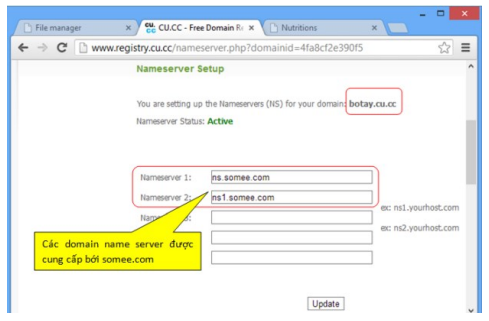 File manager
CU.CC - Free Domain Re
Nutritions
www.registry.cu.cc/nameserver.php?domainid=4fa8cf2e390f5
Nameserver Setup
You are setting up the Nameservers (NS) for your domain: botay.cu.cc
Nameserver Status: Active
Nameserver 1: ns.somee.com
Nameserver 2: ns1.somee.com
ex: ns1.yourhost.com
ex: ns2.yourhost.com
Các domain name server được
cung cấp bởi somee.com
Update